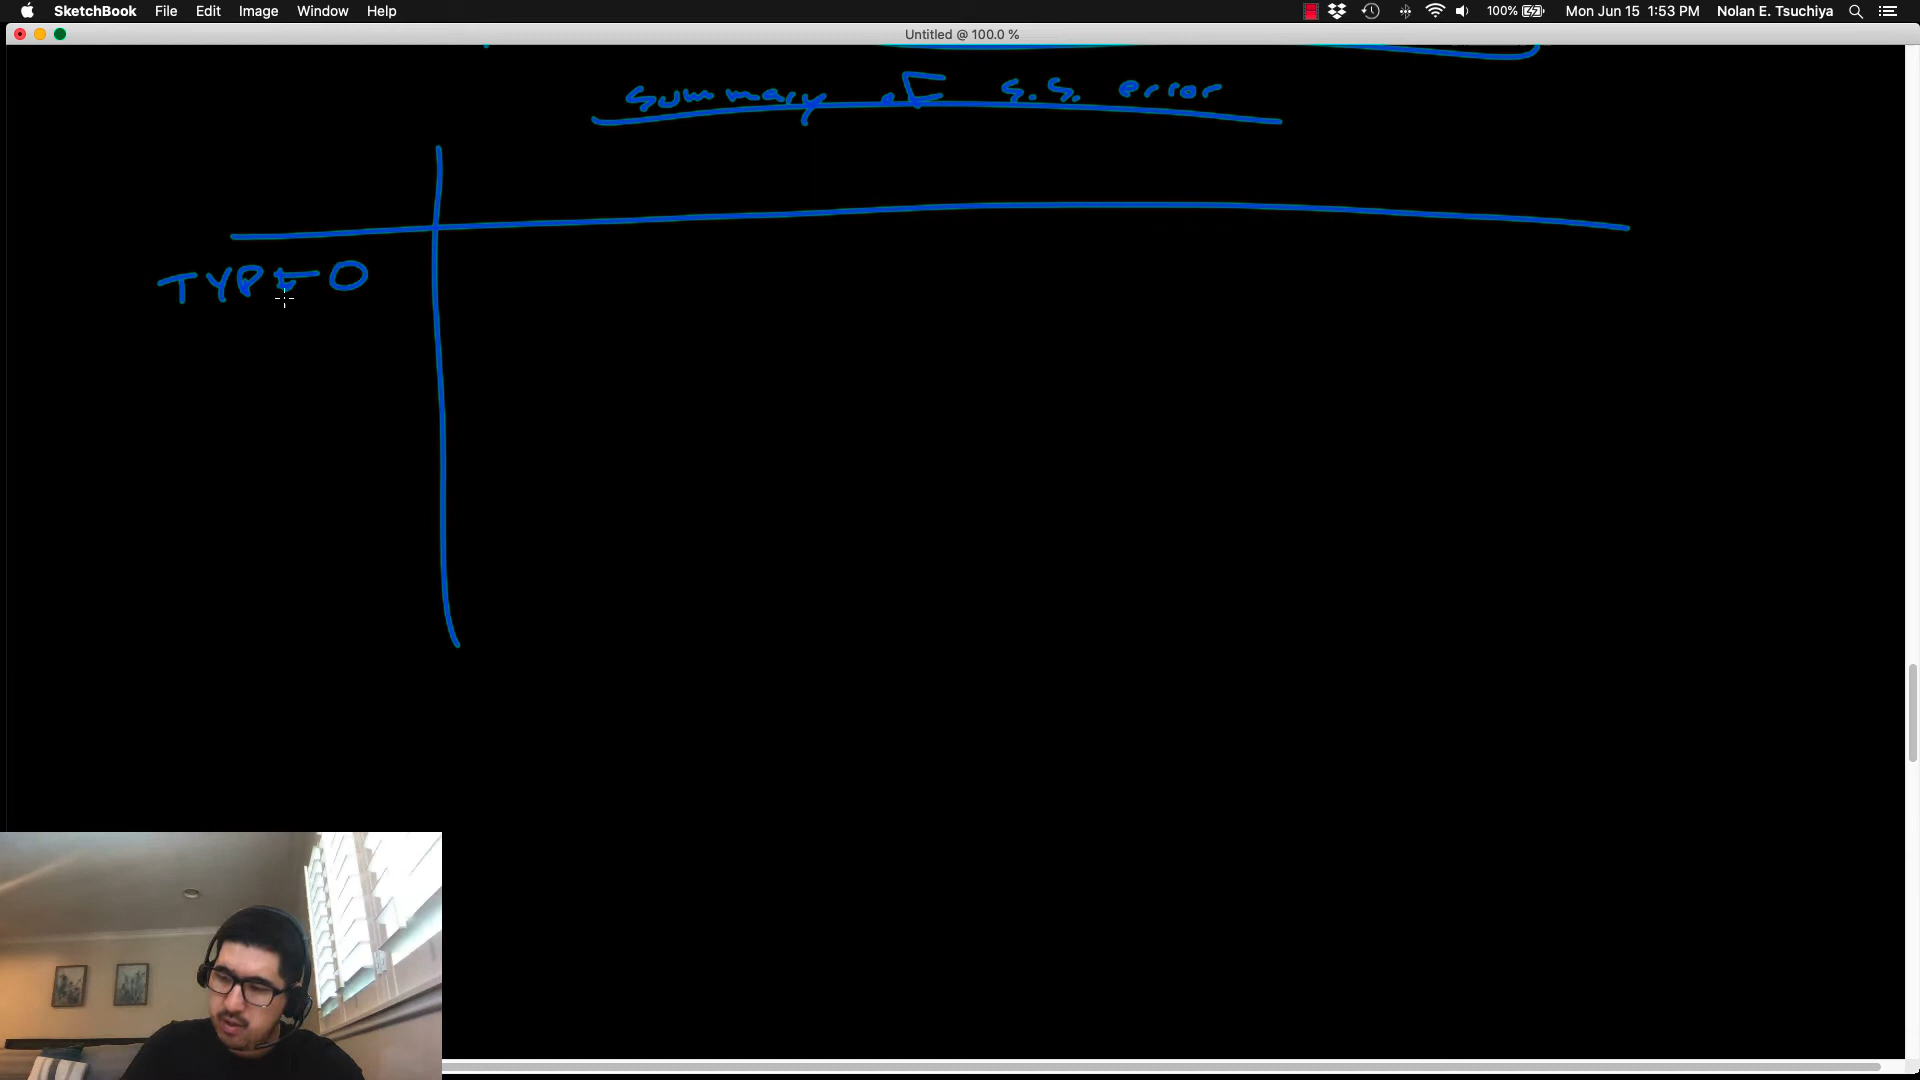 SketchBook File Edit Image Window Help 100% Mon Jun 15 1:53 PM Nolan E. Tsuchiya
Untitled @ 100.0 %
Summary of S.S. error
TYPE 0